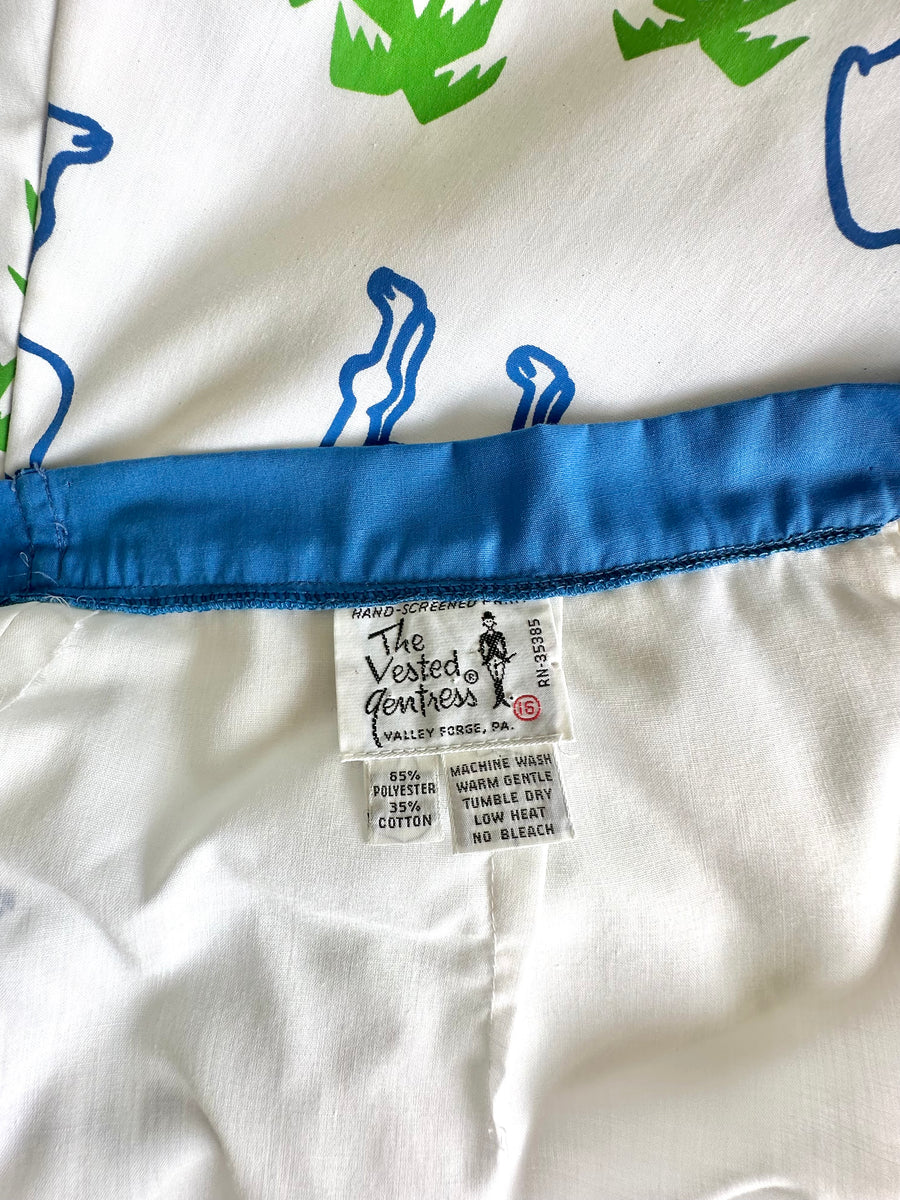 HAND-SCREENED
The
Vested
Gentress®
RN-35385
16
VALLEY FORGE, PA.
65%
POLYESTER
35%
COTTON
MACHINE WASH
WARM GENTLE
TUMBLE DRY
LOW HEAT
NO BLEACH